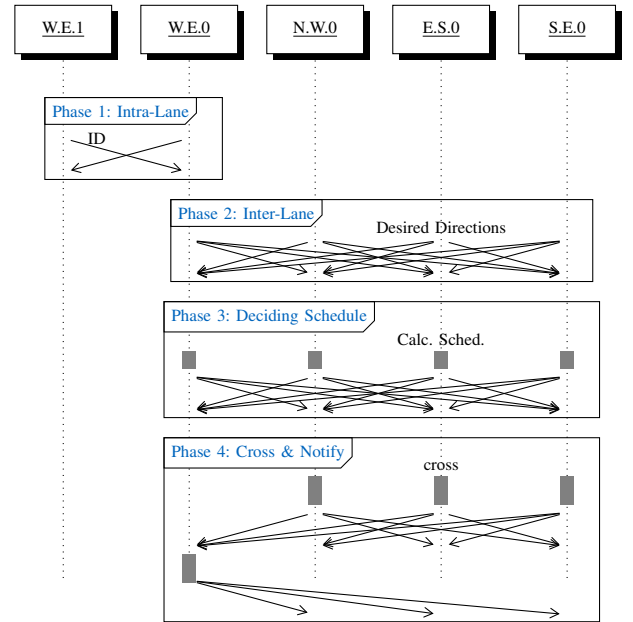 W.E.1 W.E.0 N.W.0 E.S.0 S.E.0
Phase 1: Intra-Lane
ID
Phase 2: Inter-Lane
Desired Directions
Phase 3: Deciding Schedule
Calc. Sched.
Phase 4: Cross & Notify
cross